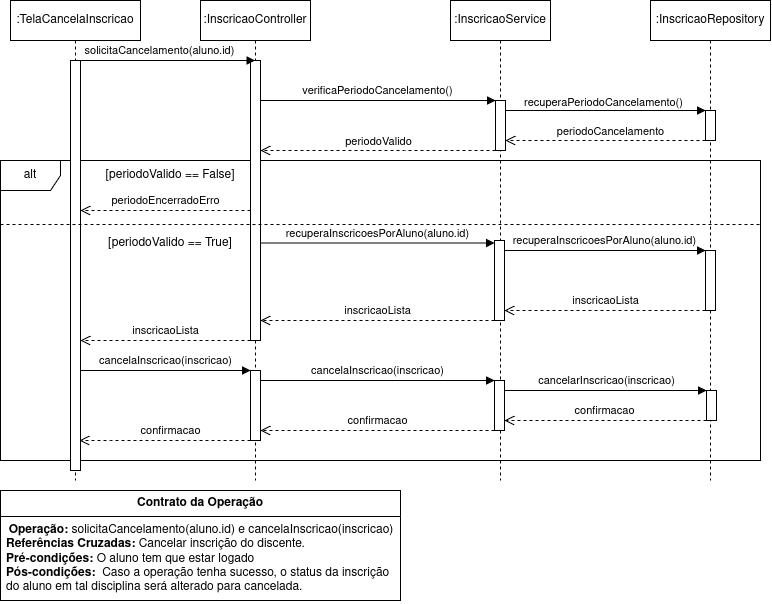 :TelaCancelaInscricao
:InscricaoController
:InscricaoService
:InscricaoRepository
solicitaCancelamento(aluno.id)
verificaPeriodoCancelamento()
recuperaPeriodoCancelamento()
periodoCancelamento
periodoValido
alt
[periodoValido == False]
periodoEncerradoErro
[periodoValido == True]
recuperaInscricoesPorAluno(aluno.id)
recuperaInscricoesPorAluno(aluno.id)
inscricaoLista
inscricaoLista
inscricaoLista
cancelaInscricao(inscricao)
cancelaInscricao(inscricao)
cancelarInscricao(inscricao)
confirmacao
confirmacao
confirmacao
Contrato da Operação
Operação: solicitaCancelamento(aluno.id) e cancelaInscricao(inscricao)
Referências Cruzadas: Cancelar inscrição do discente.
Pré-condições: O aluno tem que estar logado
Pós-condições: Caso a operação tenha sucesso, o status da inscrição
do aluno em tal disciplina será alterado para cancelada.